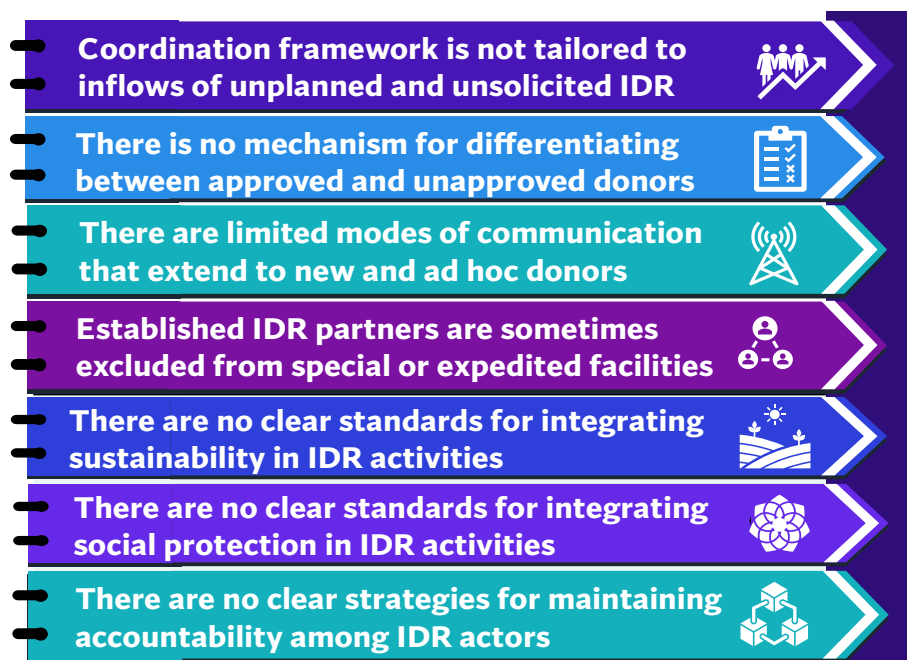 Coordination framework is not tailored to
inflows of unplanned and unsolicited IDR
There is no mechanism for differentiating
between approved and unapproved donors
There are limited modes of communication
that extend to new and ad hoc donors
Established IDR partners are sometimes
excluded from special or expedited facilities
There are no clear standards for integrating
sustainability in IDR activities
There are no clear standards for integrating
social protection in IDR activities
There are no clear strategies for maintaining
accountability among IDR actors